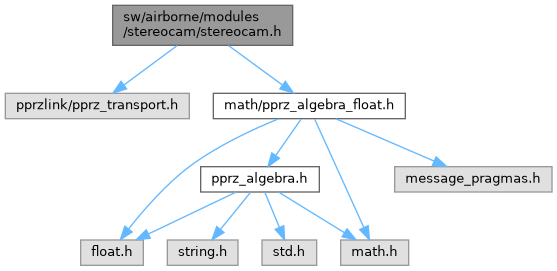 sw/airborne/modules
/stereocam/stereocam.h
pprzlink/pprz_transport.h
math/pprz_algebra_float.h
pprz_algebra.h
message_pragmas.h
float.h
string.h
std.h
math.h